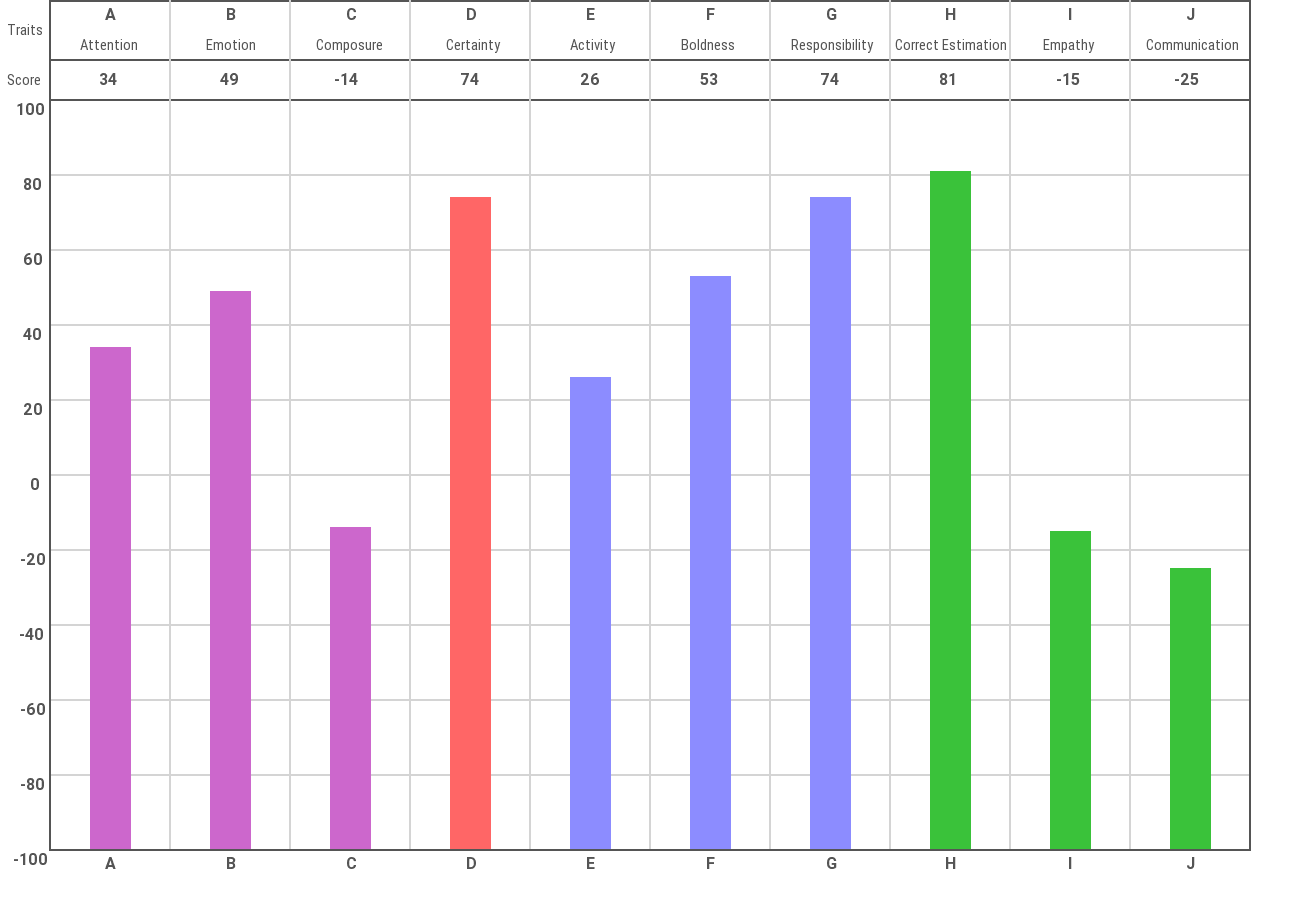 A B C D E F G H I J
Traits
Attention Emotion Composure Certainty Activity Boldness Responsibility Correct Estimation Empathy Communication
Score 34 49 -14 74 26 53 74 81 -15 -25
100
80
60
40
20
0
-20
-40
-60
-80
-100
A B C D E F G H I J